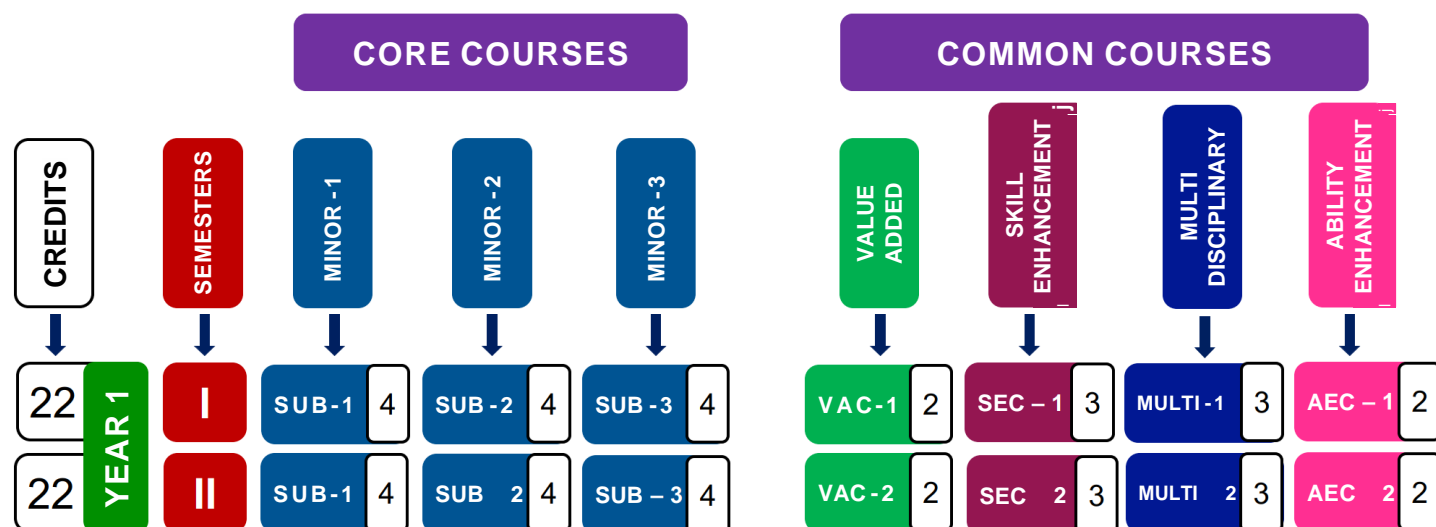 CORE COURSES
COMMON COURSES
CREDITS
SEMESTERS
MINOR -1
MINOR -2
MINOR -3
VALUE
ADDED
SKILL
ENHANCEMENT
MULTI
DISCIPLINARY
ABILITY
ENHANCEMENT
22
YEAR 1
I
SUB-1 4
SUB-2 4
SUB-3 4
VAC-1 2
SEC – 1 3
MULTI-1 3
AEC – 1 2
22
II
SUB-1 4
SUB 2 4
SUB – 3 4
VAC-2 2
SEC 2 3
MULTI 2 3
AEC 2 2